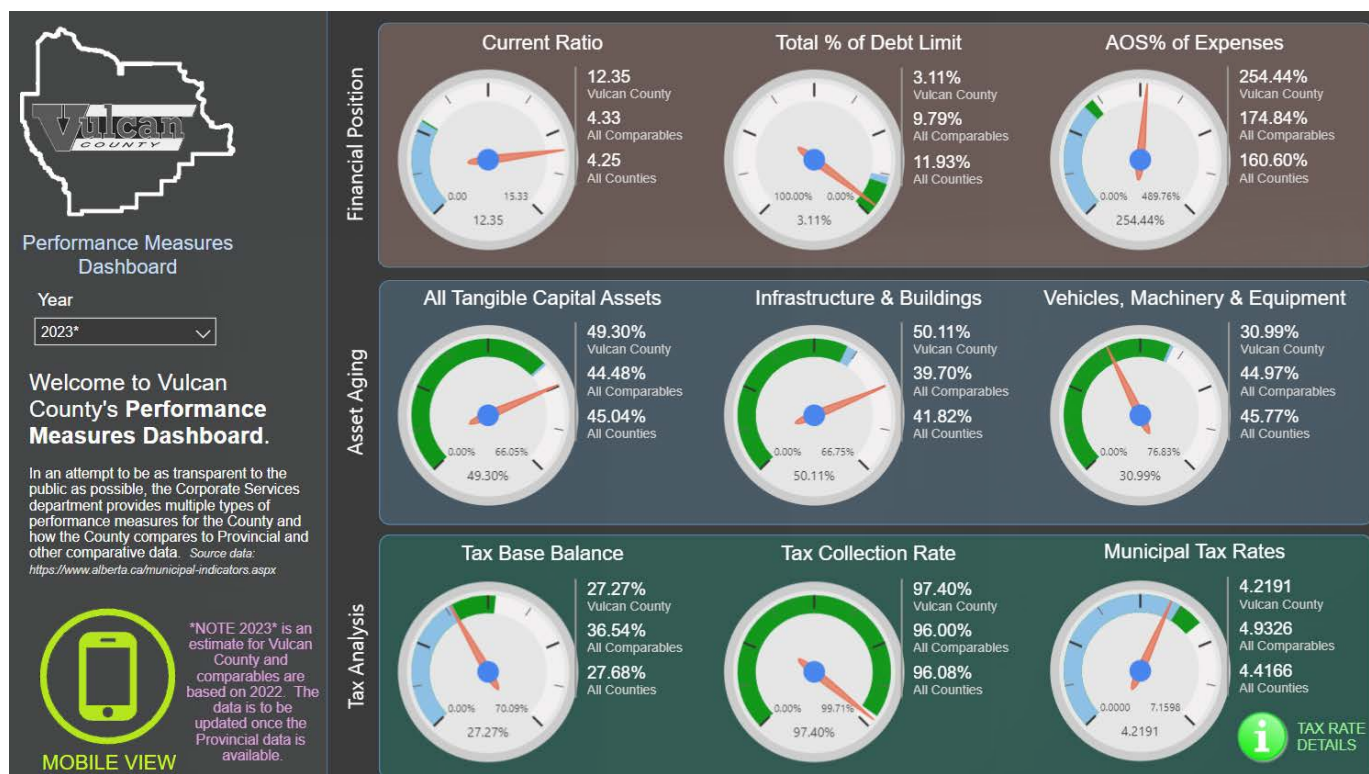 Vulcan
COUNTY
Performance Measures
Dashboard
Year
2023*
Welcome to Vulcan
County's Performance
Measures Dashboard.
In an attempt to be as transparent to the
public as possible, the Corporate Services
department provides multiple types of
performance measures for the County and
how the County compares to Provincial and
other comparative data. Source data:
https://www.alberta.ca/municipal-indicators.aspx
MOBILE VIEW
*NOTE 2023* is an
estimate for Vulcan
County and
comparables are
based on 2022. The
data is to be
updated once the
Provincial data is
available.
Financial Position
Current Ratio
0.00 15.33
12.35
12.35
Vulcan County
4.33
All Comparables
4.25
All Counties
Total % of Debt Limit
100.00% 0.00%
3.11%
3.11%
Vulcan County
9.79%
All Comparables
11.93%
All Counties
AOS% of Expenses
0.00% 489.76%
254.44%
254.44%
Vulcan County
174.84%
All Comparables
160.60%
All Counties
Asset Aging
All Tangible Capital Assets
0.00% 66.05%
49.30%
49.30%
Vulcan County
44.48%
All Comparables
45.04%
All Counties
Infrastructure & Buildings
0.00% 66.75%
50.11%
50.11%
Vulcan County
39.70%
All Comparables
41.82%
All Counties
Vehicles, Machinery & Equipment
0.00% 76.83%
30.99%
30.99%
Vulcan County
44.97%
All Comparables
45.77%
All Counties
Tax Analysis
Tax Base Balance
0.00% 70.09%
27.27%
27.27%
Vulcan County
36.54%
All Comparables
27.68%
All Counties
Tax Collection Rate
0.00% 99.71%
97.40%
97.40%
Vulcan County
96.00%
All Comparables
96.08%
All Counties
Municipal Tax Rates
0.0000 7.1598
4.2191
4.2191
Vulcan County
4.9326
All Comparables
4.4166
All Counties
i
TAX RATE
DETAILS